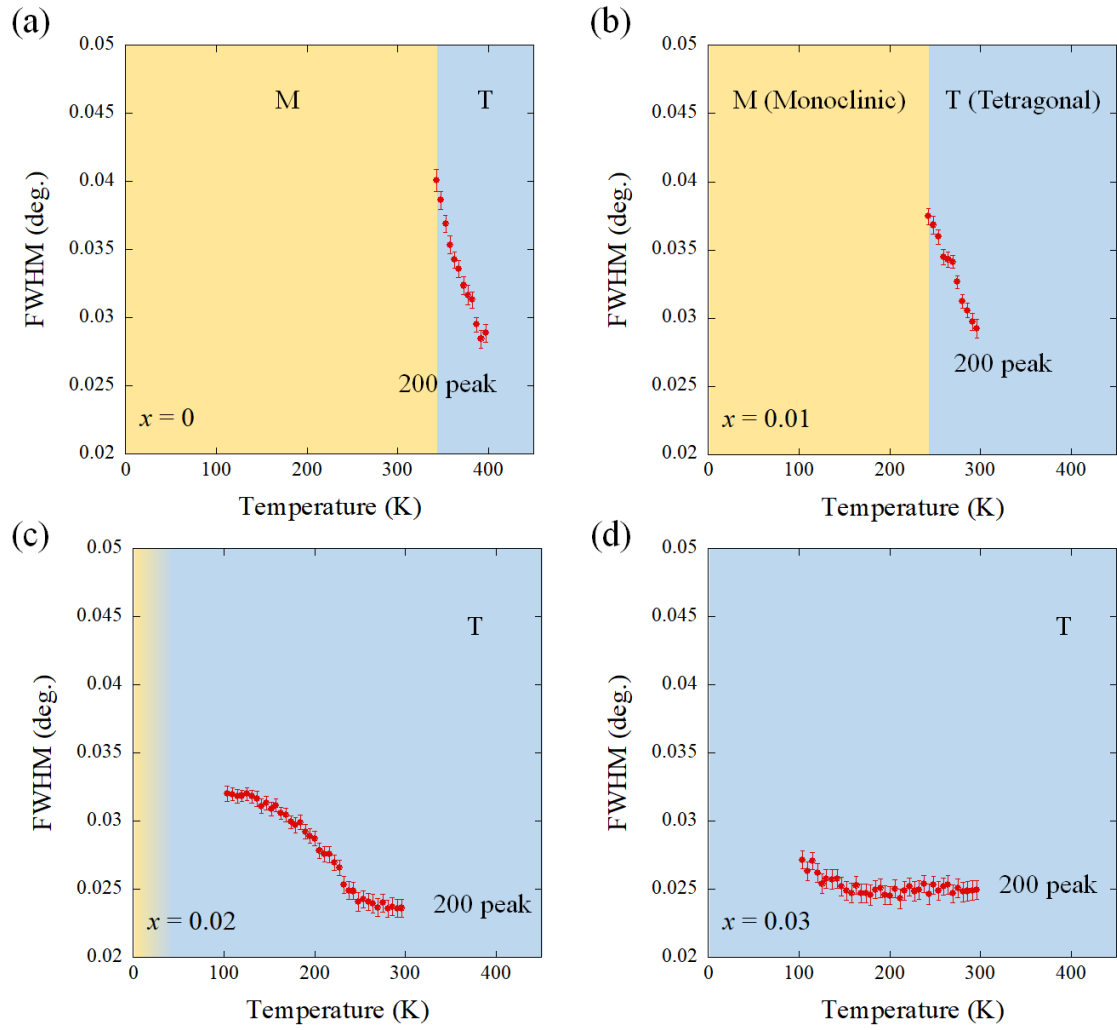 (a)
0.05
0.045
0.04
0.035
0.03
0.025
0.02
FWHM (deg.)
M
T
200 peak
x = 0
0 100 200 300 400
Temperature (K)
(b)
0.05
0.045
0.04
0.035
0.03
0.025
0.02
FWHM (deg.)
M (Monoclinic)
T (Tetragonal)
200 peak
x = 0.01
0 100 200 300 400
Temperature (K)
(c)
0.05
0.045
0.04
0.035
0.03
0.025
0.02
FWHM (deg.)
T
200 peak
x = 0.02
0 100 200 300 400
Temperature (K)
(d)
0.05
0.045
0.04
0.035
0.03
0.025
0.02
FWHM (deg.)
T
200 peak
x = 0.03
0 100 200 300 400
Temperature (K)